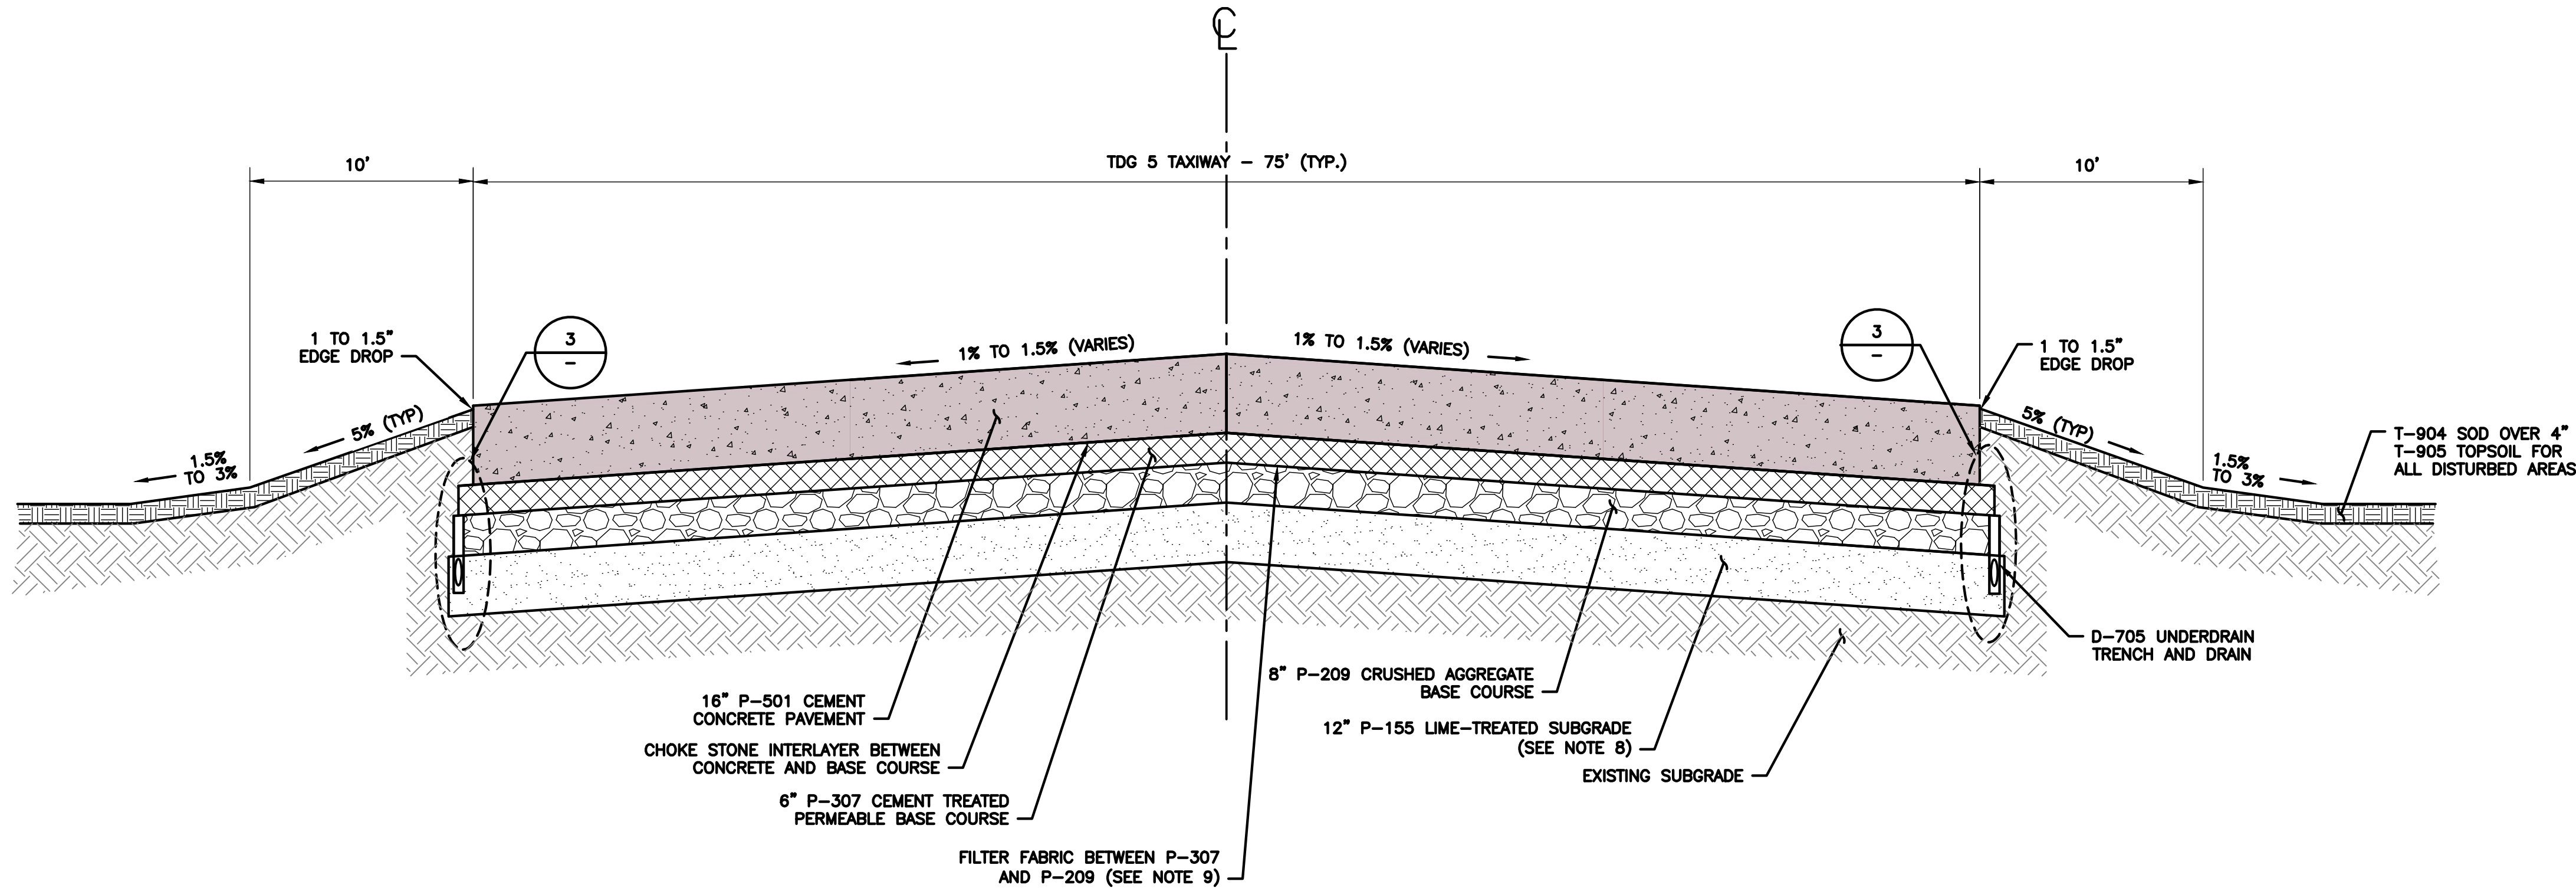 ℄
10'
TDG 5 TAXIWAY - 75' (TYP.)
10'
1 TO 1.5"
EDGE DROP
3
-
1% TO 1.5% (VARIES)
1% TO 1.5% (VARIES)
3
-
1 TO 1.5"
EDGE DROP
5% (TYP)
1.5%
TO 3%
5% (TYP)
1.5%
TO 3%
T-904 SOD OVER 4"
T-905 TOPSOIL FOR
ALL DISTURBED AREAS
D-705 UNDERDRAIN
TRENCH AND DRAIN
16" P-501 CEMENT
CONCRETE PAVEMENT
CHOKE STONE INTERLAYER BETWEEN
CONCRETE AND BASE COURSE
6" P-307 CEMENT TREATED
PERMEABLE BASE COURSE
FILTER FABRIC BETWEEN P-307
AND P-209 (SEE NOTE 9)
8" P-209 CRUSHED AGGREGATE
BASE COURSE
12" P-155 LIME-TREATED SUBGRADE
(SEE NOTE 8)
EXISTING SUBGRADE